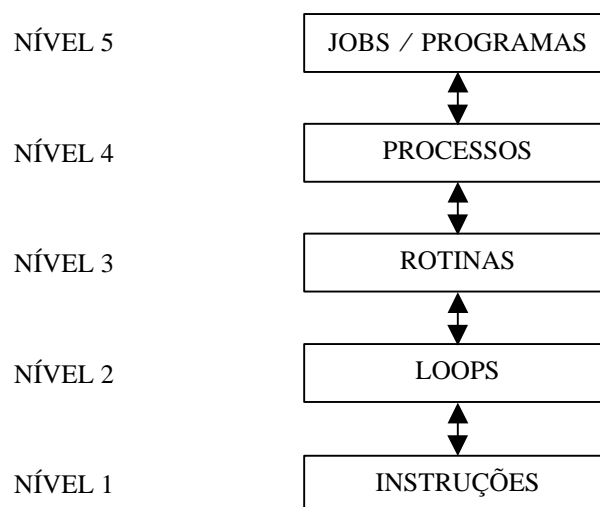 NÍVEL 5 JOBS / PROGRAMAS
NÍVEL 4 PROCESSOS
NÍVEL 3 ROTINAS
NÍVEL 2 LOOPS
NÍVEL 1 INSTRUÇÕES